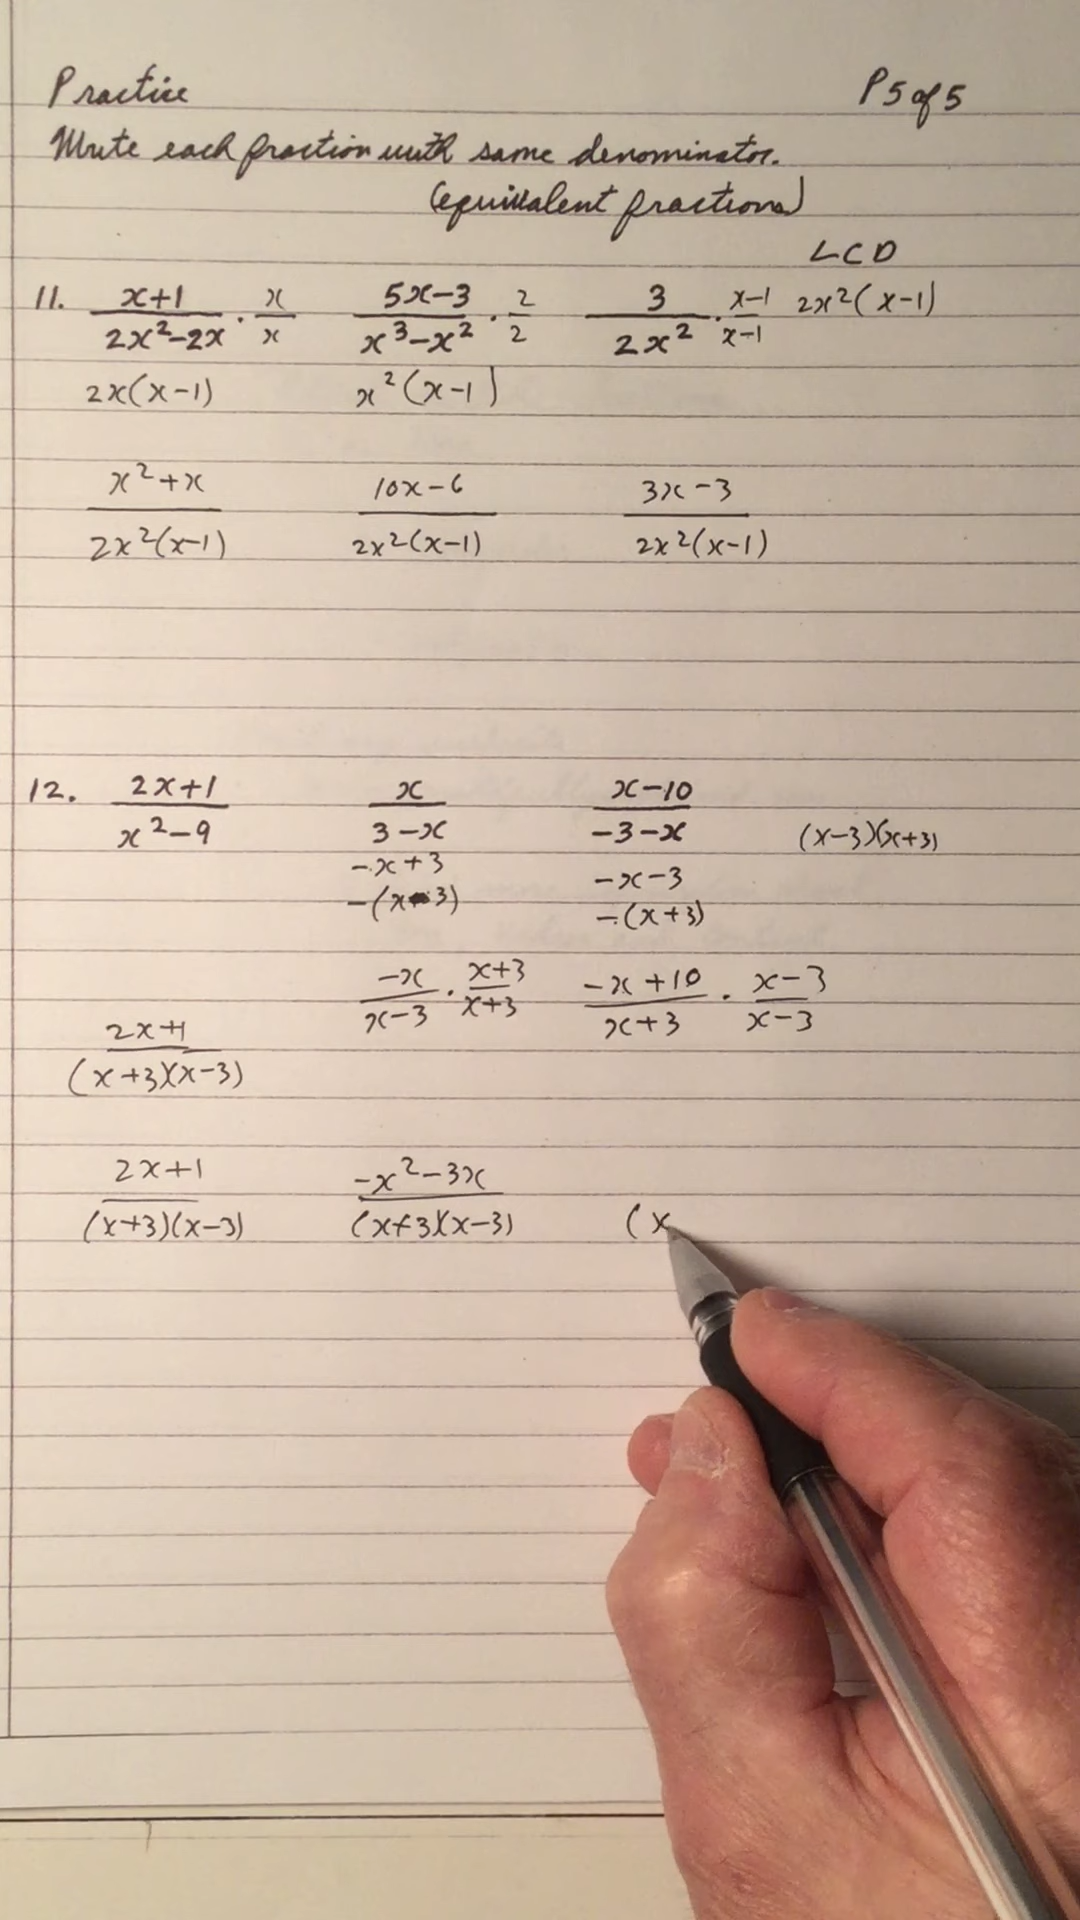 Practice P 5 of 5
Write each fraction with same denominator.
(equivalent fractions)
LCD
11. (x+1)/(2x²-2x) · x/x (5x-3)/(x³-x²) · 2/2 3/(2x²) · (x-1)/(x-1) 2x²(x-1)
2x(x-1) x²(x-1)
(x²+x)/(2x²(x-1)) (10x-6)/(2x²(x-1)) (3x-3)/(2x²(x-1))
12. (2x+1)/(x²-9) x/(3-x) (x-10)/(-3-x) (x-3)(x+3)
-x+3 -x-3
-(x-3) -(x+3)
-x/(x-3) · (x+3)/(x+3) (-x+10)/(x+3) · (x-3)/(x-3)
(2x+1)/((x+3)(x-3))
(2x+1)/((x+3)(x-3)) (-x²-3x)/((x+3)(x-3)) (x